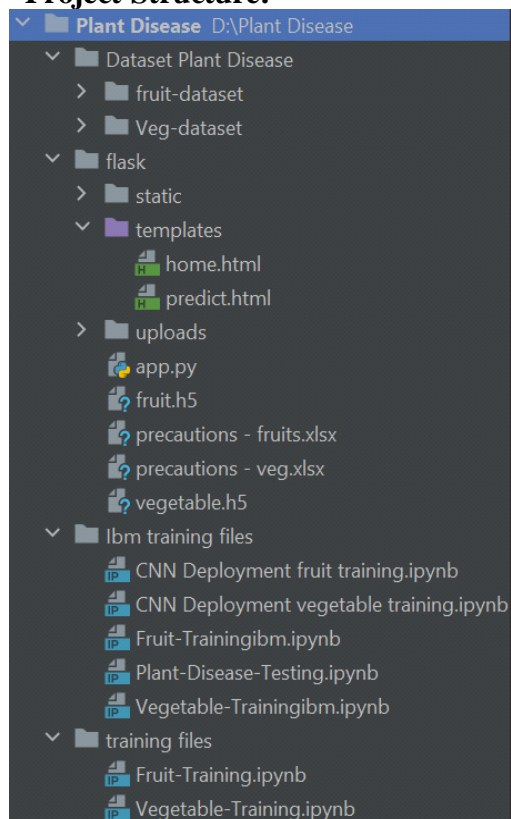 Project Structure:
Plant Disease D:\Plant Disease
Dataset Plant Disease
fruit-dataset
Veg-dataset
flask
static
templates
home.html
predict.html
uploads
app.py
fruit.h5
precautions - fruits.xlsx
precautions - veg.xlsx
vegetable.h5
Ibm training files
CNN Deployment fruit training.ipynb
CNN Deployment vegetable training.ipynb
Fruit-Trainingibm.ipynb
Plant-Disease-Testing.ipynb
Vegetable-Trainingibm.ipynb
training files
Fruit-Training.ipynb
Vegetable-Training.ipynb